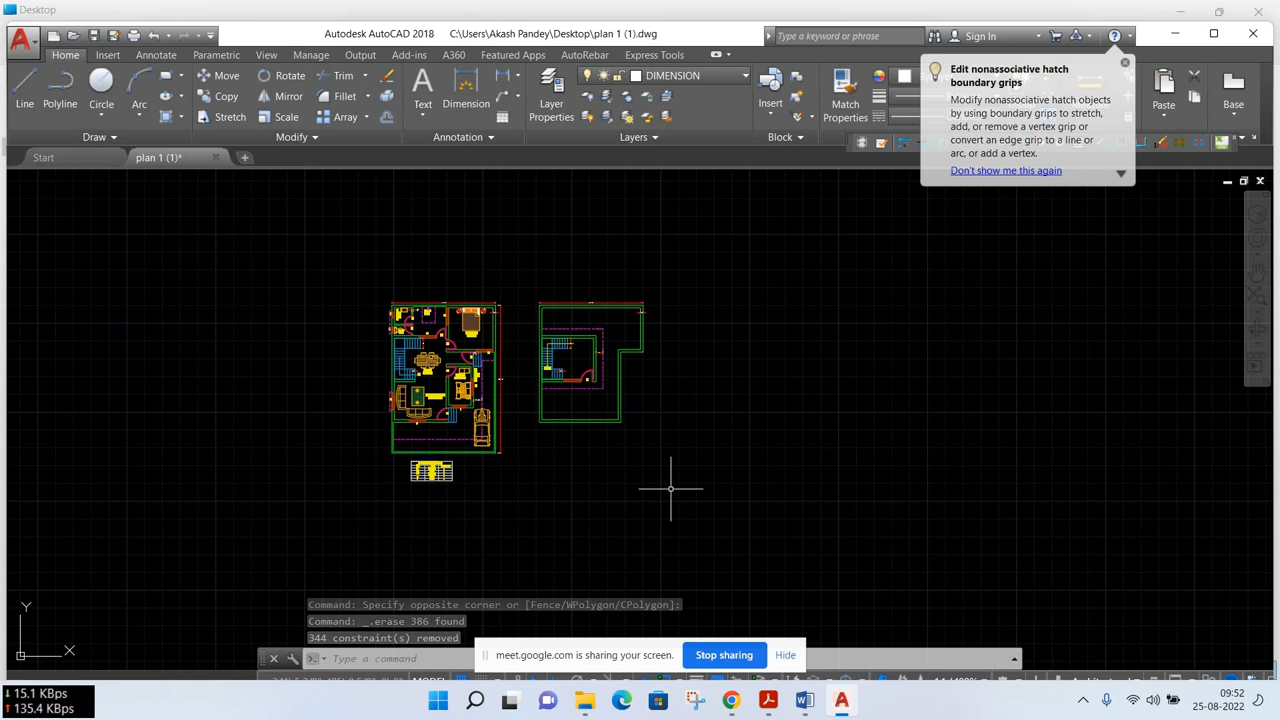 Desktop
Autodesk AutoCAD 2018 C:\Users\Akash Pandey\Desktop\plan 1 (1).dwg
Type a keyword or phrase
Sign In
Home Insert Annotate Parametric View Manage Output Add-ins A360 Featured Apps AutoRebar Express Tools
Line
Polyline
Circle
Arc
Move
Copy
Stretch
Rotate
Mirror
Scale
Trim
Fillet
Array
Text
Dimension
Layer
Properties
DIMENSION
Insert
Match
Properties
Paste
Base
Draw
Modify
Annotation
Layers
Block
Edit nonassociative hatch
boundary grips
Modify nonassociative hatch objects
by using boundary grips to stretch,
add, or remove a vertex grip or
convert an edge grip to a line or
arc, or add a vertex.
Don't show me this again
Start
plan 1 (1)*
Y
X
Command: Specify opposite corner or [Fence/WPolygon/CPolygon]:
Command: _.erase 386 found
344 constraint(s) removed
Type a command
meet.google.com is sharing your screen.
Stop sharing
Hide
MODEL
15.1 KBps
135.4 KBps
09:52
25-08-2022